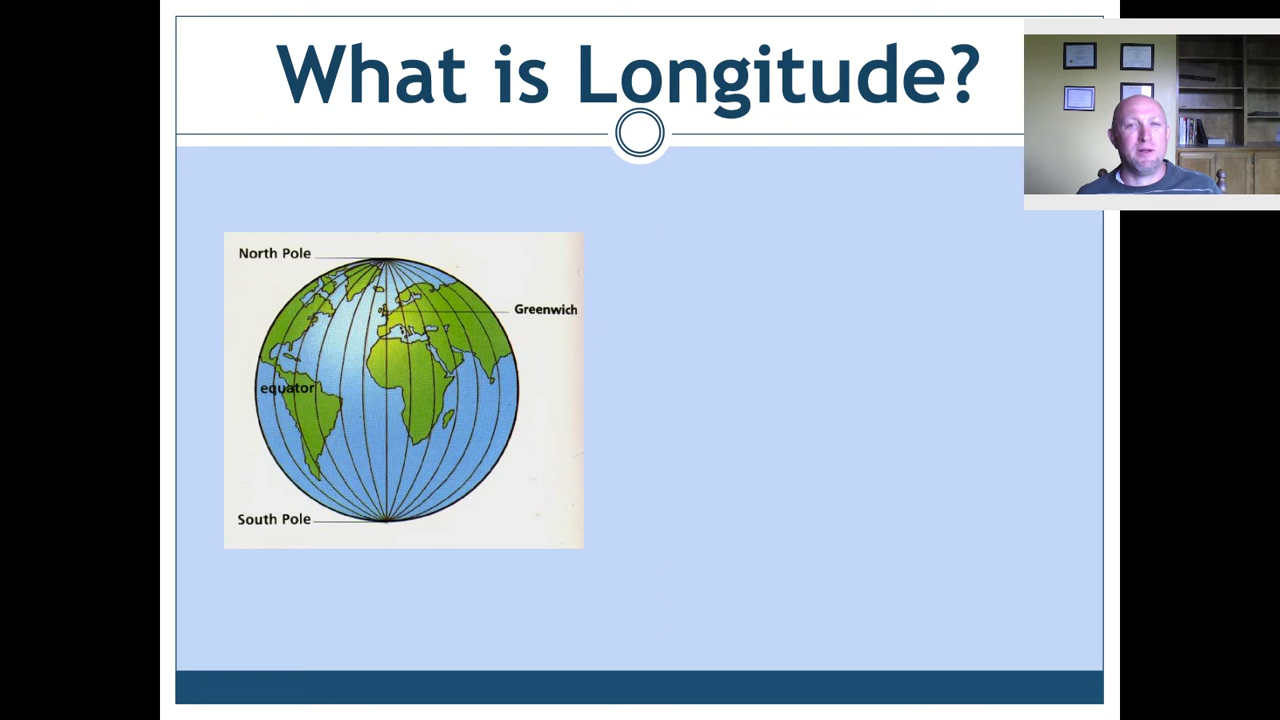 What is Longitude?
North Pole
Greenwich
equator
South Pole